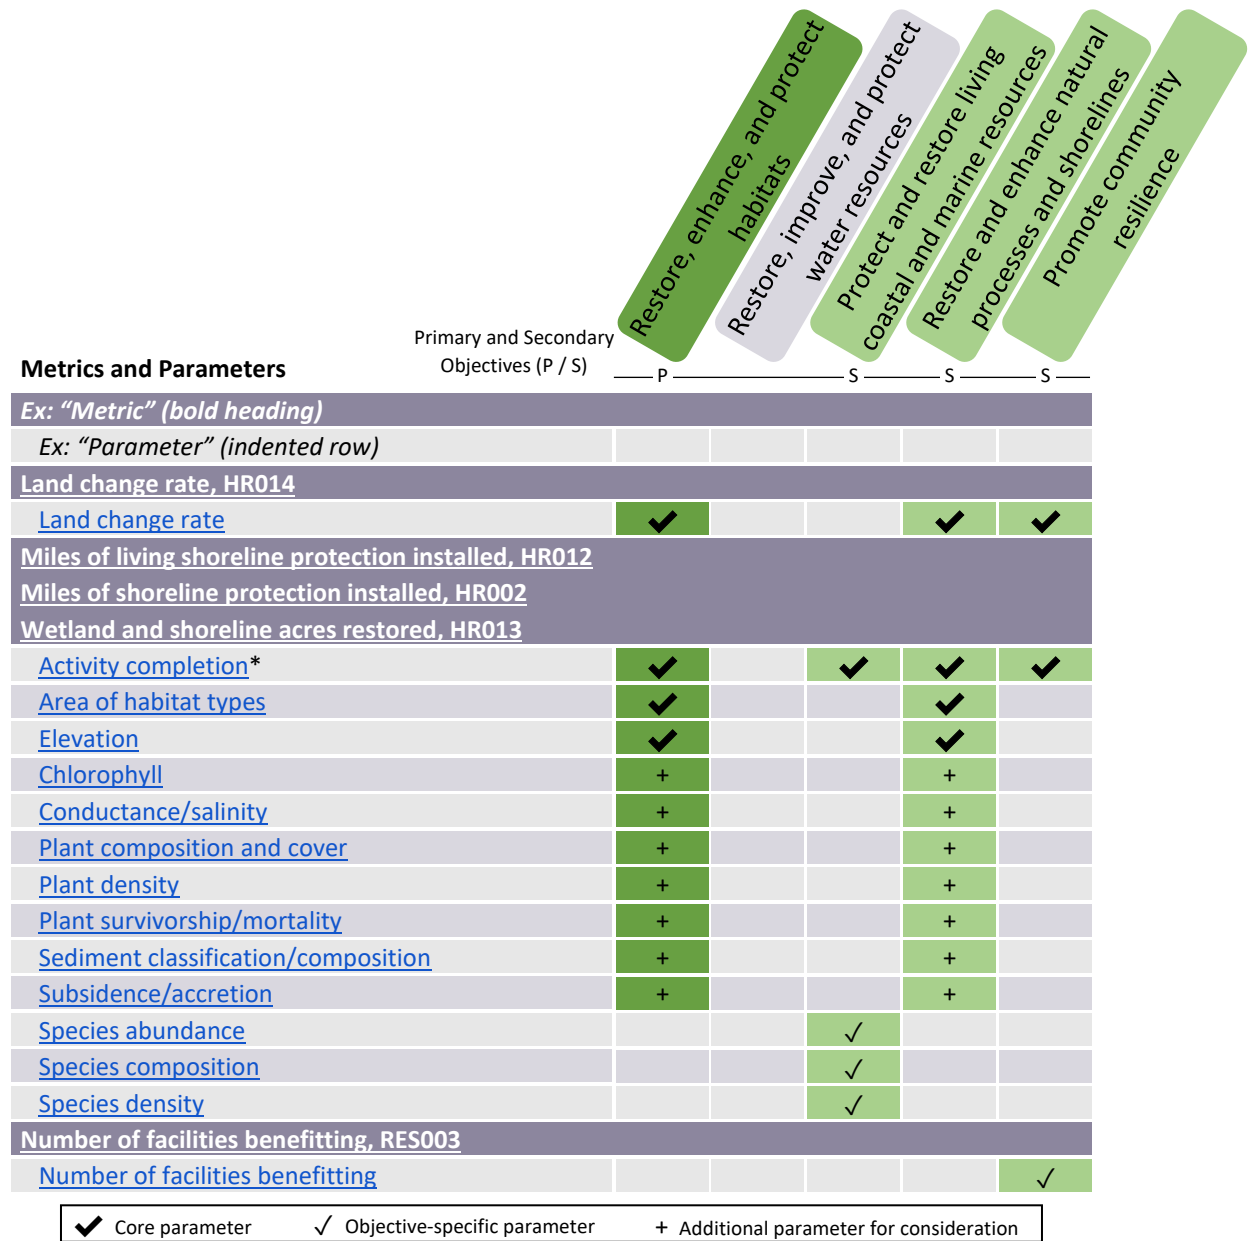 Restore, enhance, and protect
habitats
Restore, improve, and protect
water resources
Protect and restore living
coastal and marine resources
Restore and enhance natural
processes and shorelines
Promote community
resilience
Primary and Secondary
Objectives (P / S)
Metrics and Parameters
P S S S
Ex: “Metric” (bold heading)
Ex: “Parameter” (indented row)
Land change rate, HR014
Land change rate ✔ ✔ ✔
Miles of living shoreline protection installed, HR012
Miles of shoreline protection installed, HR002
Wetland and shoreline acres restored, HR013
Activity completion* ✔ ✔ ✔ ✔
Area of habitat types ✔ ✔
Elevation ✔ ✔
Chlorophyll + +
Conductance/salinity + +
Plant composition and cover + +
Plant density + +
Plant survivorship/mortality + +
Sediment classification/composition + +
Subsidence/accretion + +
Species abundance ✓
Species composition ✓
Species density ✓
Number of facilities benefitting, RES003
Number of facilities benefitting ✓
✔ Core parameter ✓ Objective-specific parameter + Additional parameter for consideration